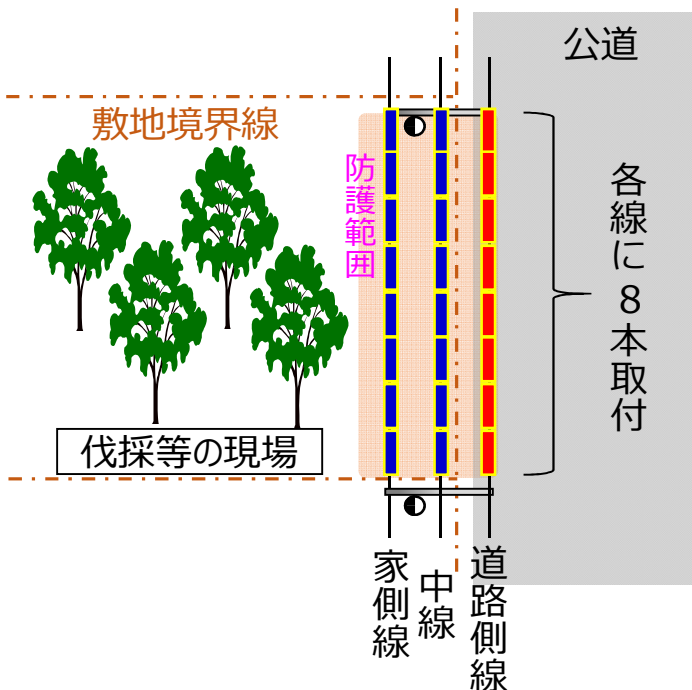 公道
敷地境界線
防護範囲
各線に8本取付
伐採等の現場
家側線
中線
道路側線